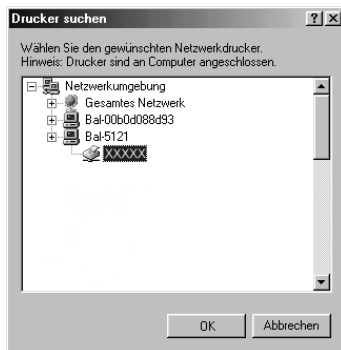 Drucker suchen
Wählen Sie den gewünschten Netzwerkdrucker.
Hinweis: Drucker sind an Computer angeschlossen.
Netzwerkumgebung
Gesamtes Netzwerk
Bal-00b0d088d93
Bal-5121
XXXXX
OK
Abbrechen